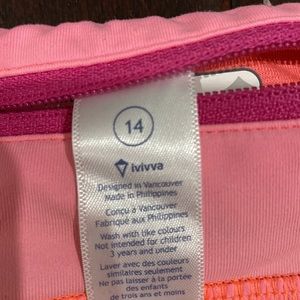 14
ivivva
Designed in Vancouver
Made in Philippines
Conçu a Vancouver
Fabriqué aux Philippines
Wash with like colours
Not intended for children
3 years and under
Laver avec des couleurs
similaires seulement
Ne pas laisser à portée
des enfants
de trois ans et moins